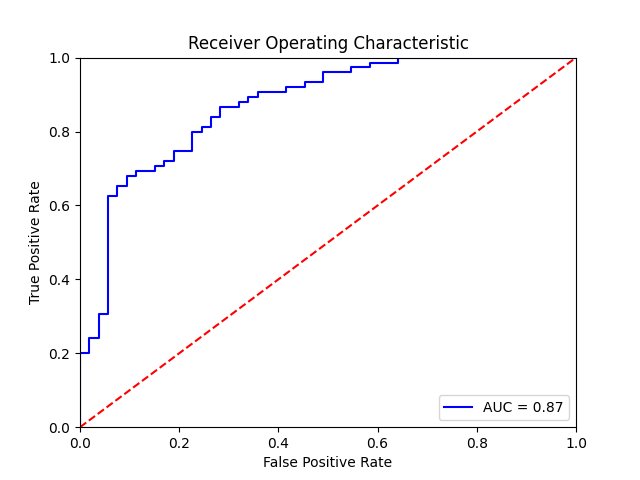 Receiver Operating Characteristic
True Positive Rate
1.0
0.8
0.6
0.4
0.2
0.0
AUC = 0.87
0.0 0.2 0.4 0.6 0.8 1.0
False Positive Rate